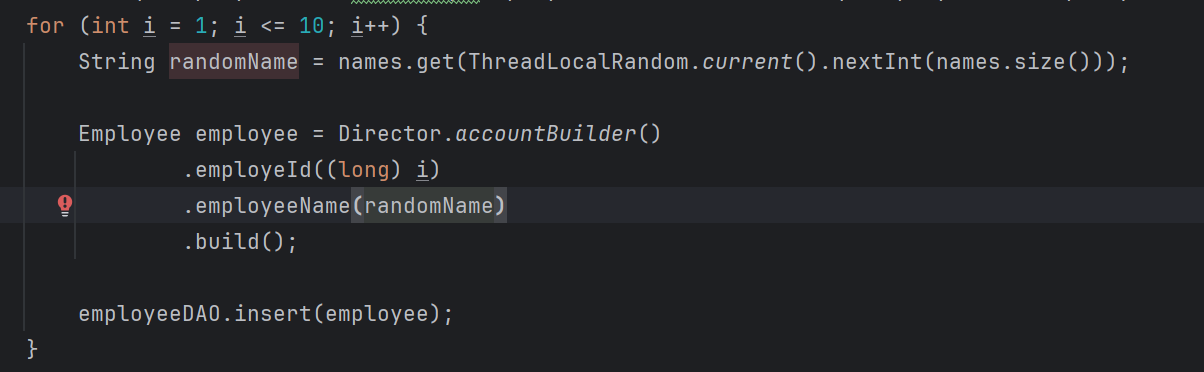 for (int i = 1; i <= 10; i++) {
String randomName = names.get(ThreadLocalRandom.current().nextInt(names.size()));
Employee employee = Director.accountBuilder()
.employeId((long) i)
.employeeName(randomName)
.build();
employeeDAO.insert(employee);
}